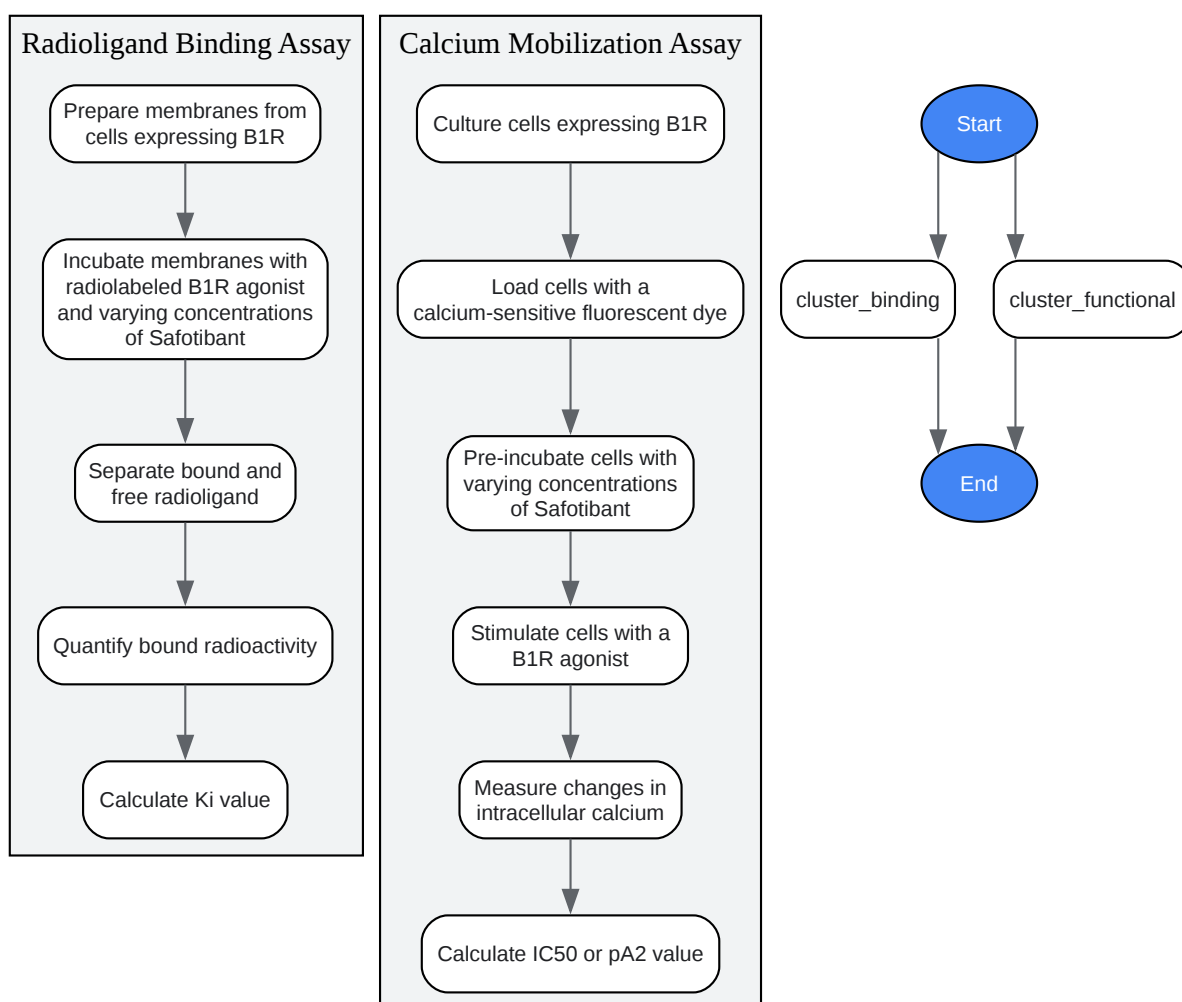 Radioligand Binding Assay
Prepare membranes from
cells expressing B1R
Incubate membranes with
radiolabeled B1R agonist
and varying concentrations
of Safotibant
Separate bound and
free radioligand
Quantify bound radioactivity
Calculate Ki value
Calcium Mobilization Assay
Culture cells expressing B1R
Load cells with a
calcium-sensitive fluorescent dye
Pre-incubate cells with
varying concentrations
of Safotibant
Stimulate cells with a
B1R agonist
Measure changes in
intracellular calcium
Calculate IC50 or pA2 value
Start
cluster_binding
cluster_functional
End